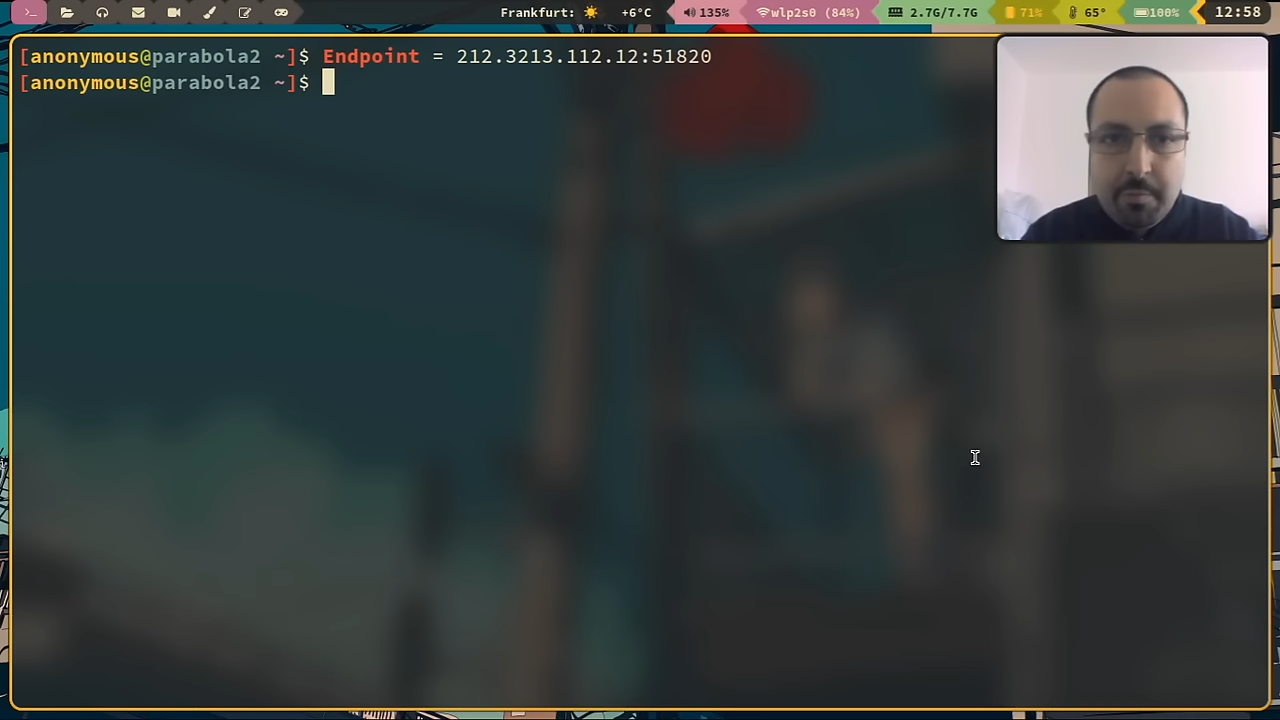 Frankfurt: +6°C 135% wlp2s0 (84%) 2.7G/7.7G 71% 65° 100% 12:58
[anonymous@parabola2 ~]$ Endpoint = 212.3213.112.12:51820
[anonymous@parabola2 ~]$